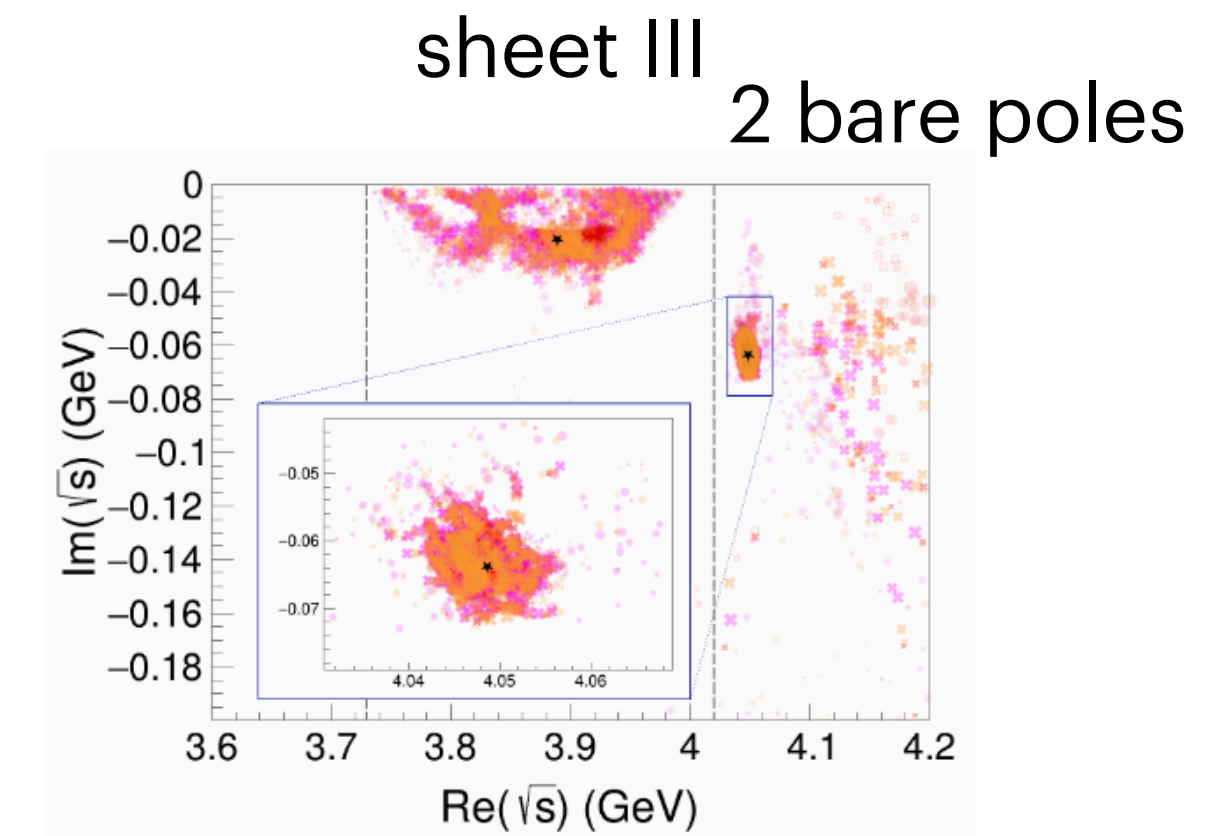 sheet III
2 bare poles
0
−0.02
−0.04
−0.06
−0.08
−0.1
−0.12
−0.14
−0.16
−0.18
Im(√s) (GeV)
-0.05
-0.06
-0.07
4.04 4.05 4.06
3.6 3.7 3.8 3.9 4 4.1 4.2
Re(√s) (GeV)